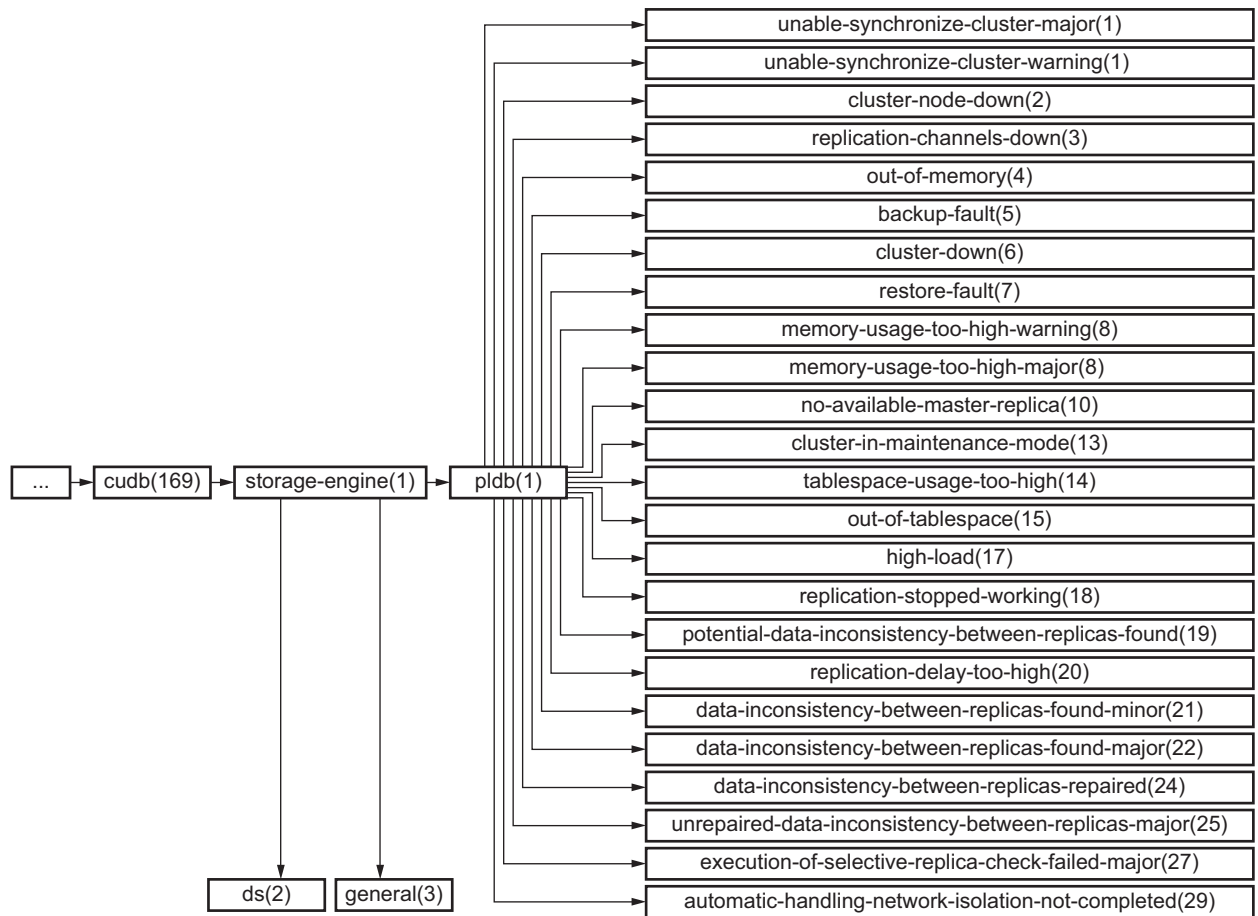 unable-synchronize-cluster-major(1)
unable-synchronize-cluster-warning(1)
cluster-node-down(2)
replication-channels-down(3)
out-of-memory(4)
backup-fault(5)
cluster-down(6)
restore-fault(7)
memory-usage-too-high-warning(8)
memory-usage-too-high-major(8)
no-available-master-replica(10)
cluster-in-maintenance-mode(13)
... cudb(169) storage-engine(1) pldb(1) tablespace-usage-too-high(14)
out-of-tablespace(15)
high-load(17)
replication-stopped-working(18)
potential-data-inconsistency-between-replicas-found(19)
replication-delay-too-high(20)
data-inconsistency-between-replicas-found-minor(21)
data-inconsistency-between-replicas-found-major(22)
data-inconsistency-between-replicas-repaired(24)
unrepaired-data-inconsistency-between-replicas-major(25)
execution-of-selective-replica-check-failed-major(27)
ds(2) general(3) automatic-handling-network-isolation-not-completed(29)